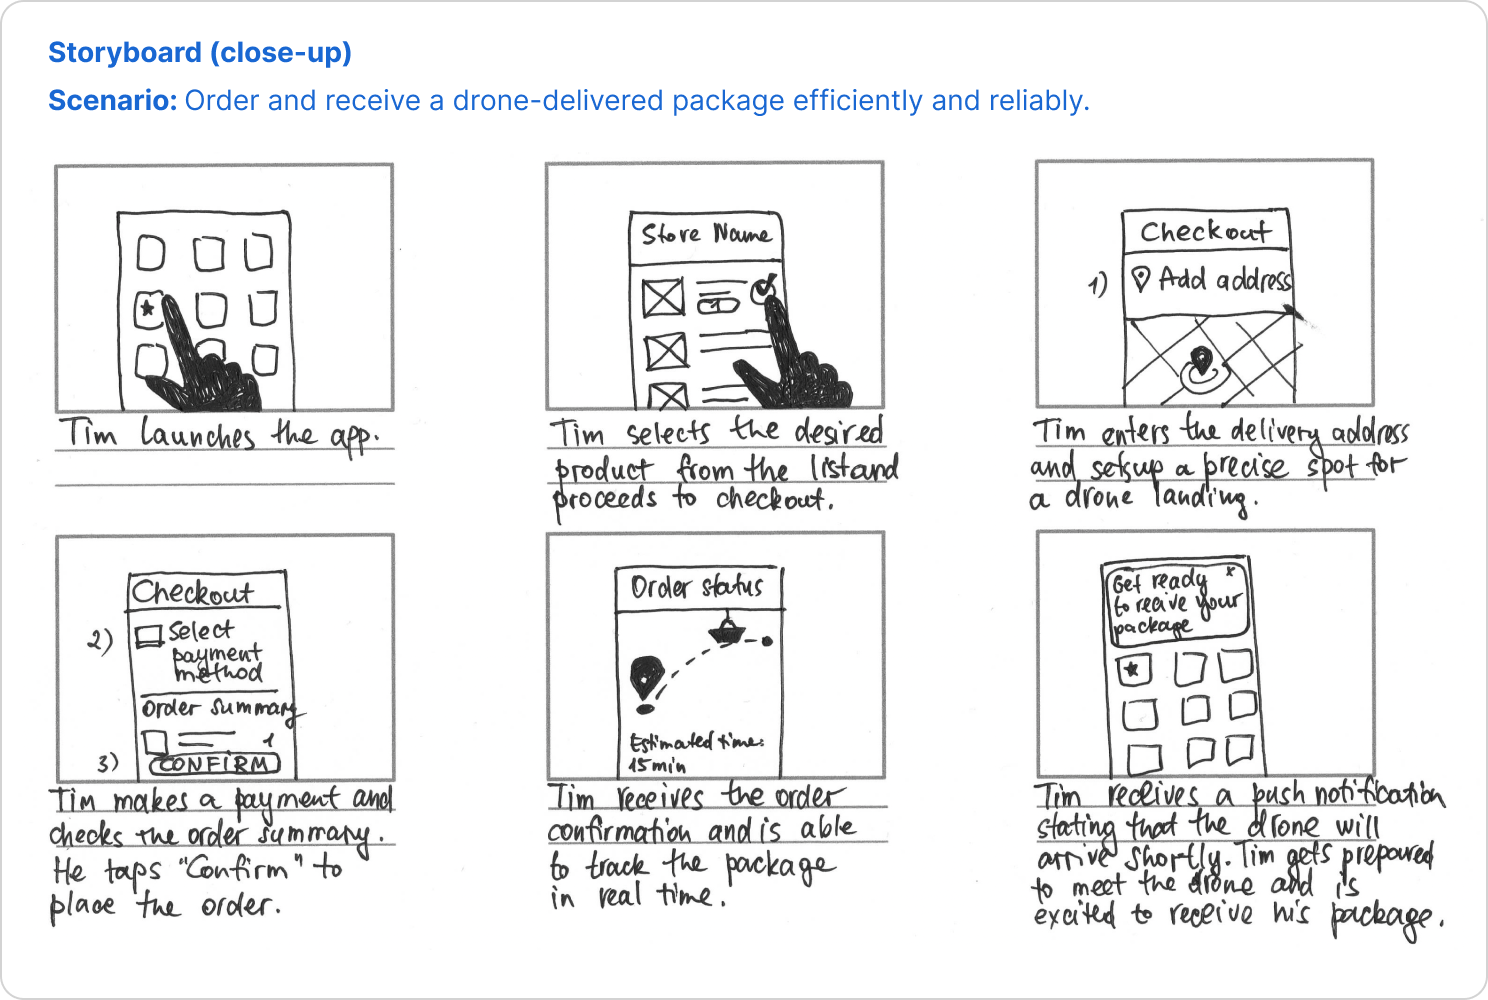 Storyboard (close-up)
Scenario: Order and receive a drone-delivered package efficiently and reliably.
Tim launches the app.
Store Name
1
Tim selects the desired
product from the list and
proceeds to checkout.
Checkout
1) Add address
Tim enters the delivery address
and sets up a precise spot for
a drone landing.
Checkout
2) Select
payment
method
Order summary
1
3) CONFIRM
Tim makes a payment and
checks the order summary.
He taps "Confirm" to
place the order.
Order status
Estimated time:
15 min
Tim receives the order
confirmation and is able
to track the package
in real time.
Get ready x
to receive your
package
Tim receives a push notification
stating that the drone will
arrive shortly. Tim gets prepared
to meet the drone and is
excited to receive his package.